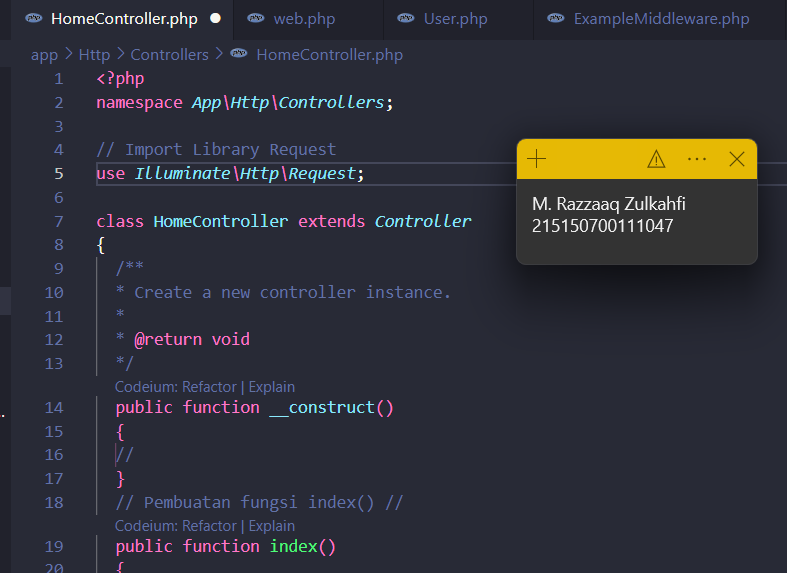 HomeController.php ● web.php User.php ExampleMiddleware.php
app > Http > Controllers > HomeController.php
1 <?php
2 namespace App\Http\Controllers;
3
4 // Import Library Request
5 use Illuminate\Http\Request;
6
7 class HomeController extends Controller
8 {
9 /**
10 * Create a new controller instance.
11 *
12 * @return void
13 */
Codeium: Refactor | Explain
14 public function __construct()
15 {
16 //
17 }
18 // Pembuatan fungsi index() //
Codeium: Refactor | Explain
19 public function index()
20 {
M. Razzaaq Zulkahfi
215150700111047